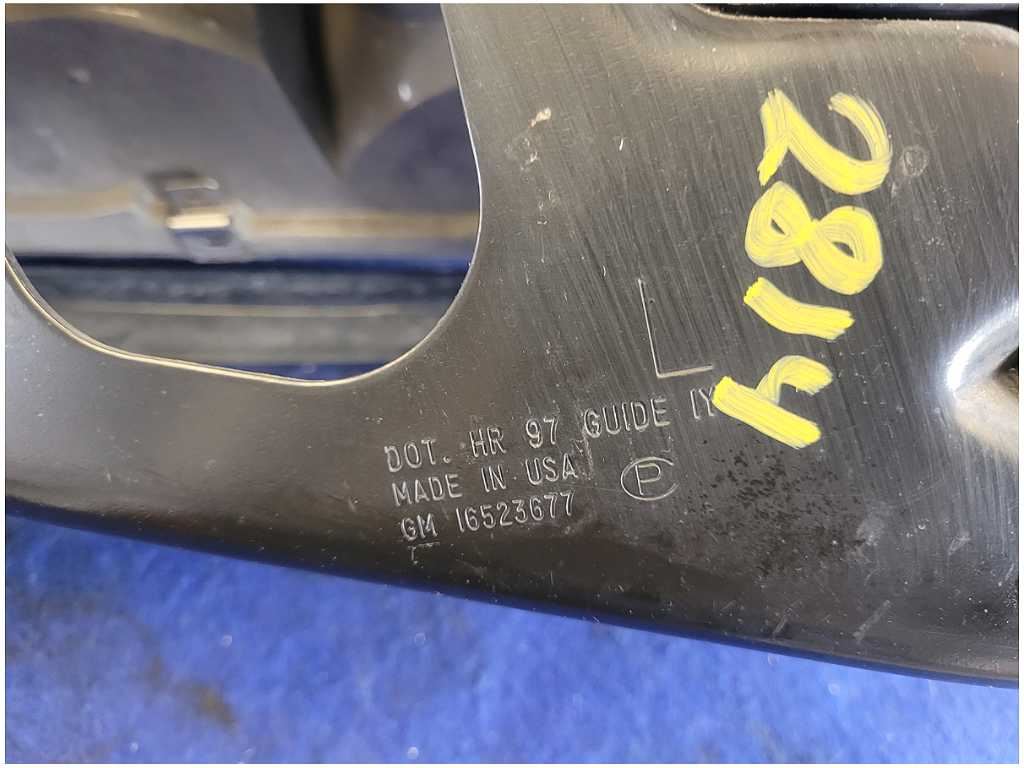 2814
L
DOT. HR 97 GUIDE IY
MADE IN USA
P
GM 16523677